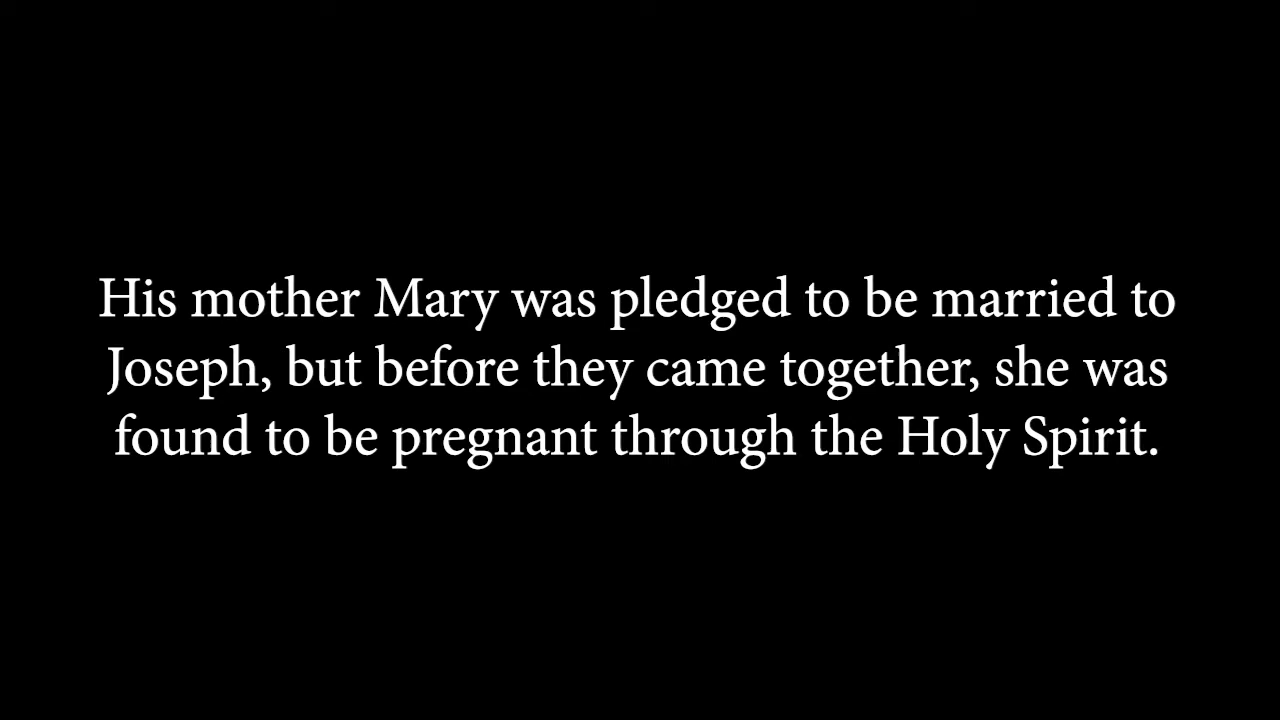 His mother Mary was pledged to be married to
Joseph, but before they came together, she was
found to be pregnant through the Holy Spirit.